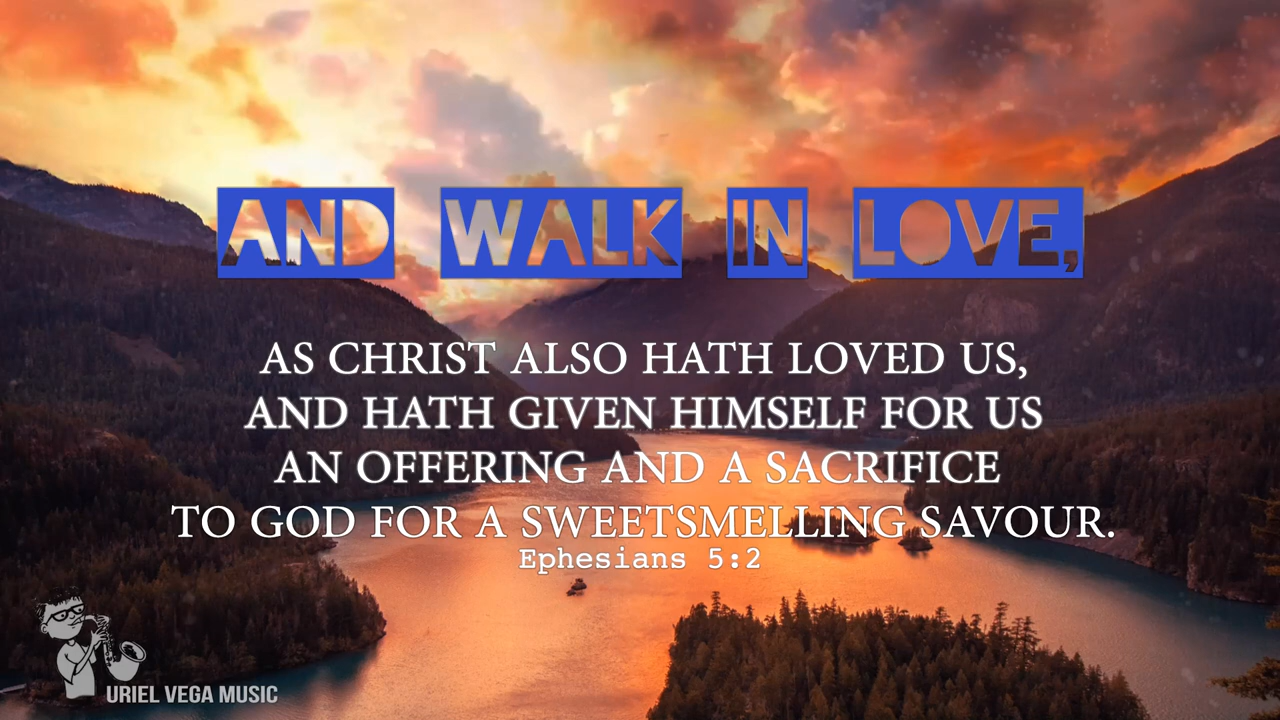 AND WALK IN LOVE,
AS CHRIST ALSO HATH LOVED US,
AND HATH GIVEN HIMSELF FOR US
AN OFFERING AND A SACRIFICE
TO GOD FOR A SWEETSMELLING SAVOUR.
Ephesians 5:2
URIEL VEGA MUSIC